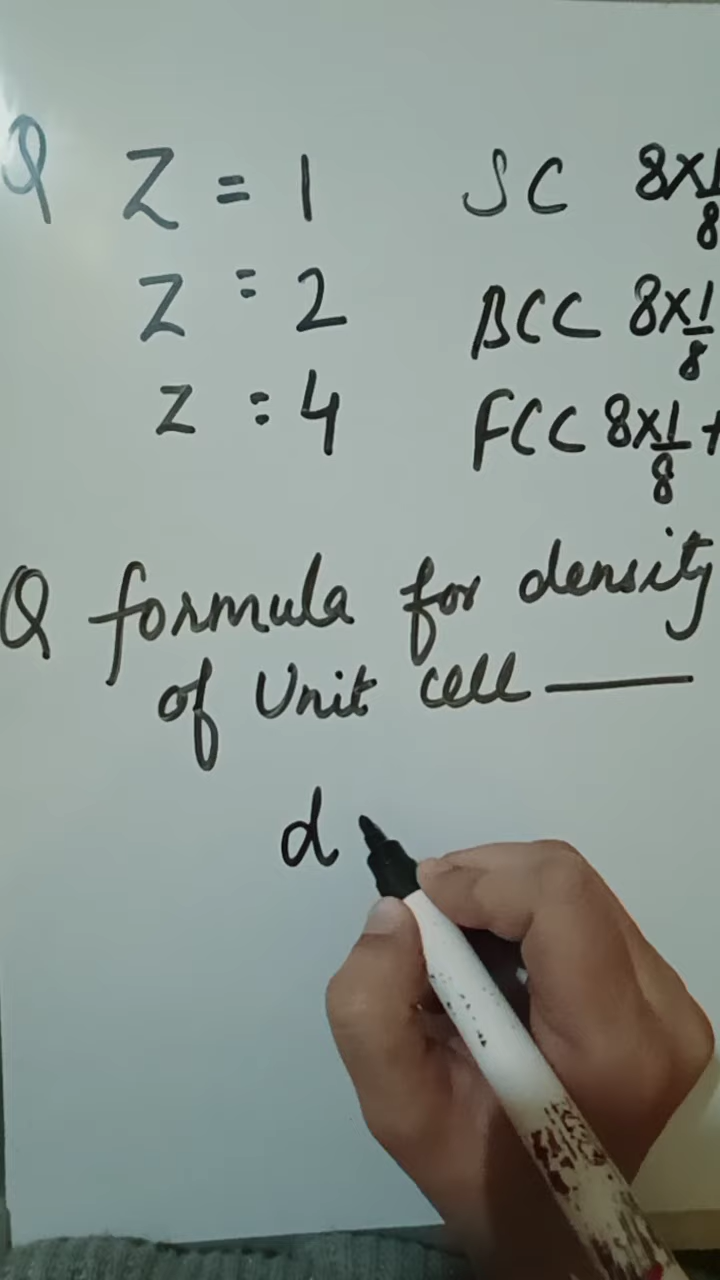 Q Z = 1 SC 8×1/8
Z = 2 BCC 8×1/8
Z = 4 FCC 8×1/8 +
Q formula for density
of Unit cell ——
d